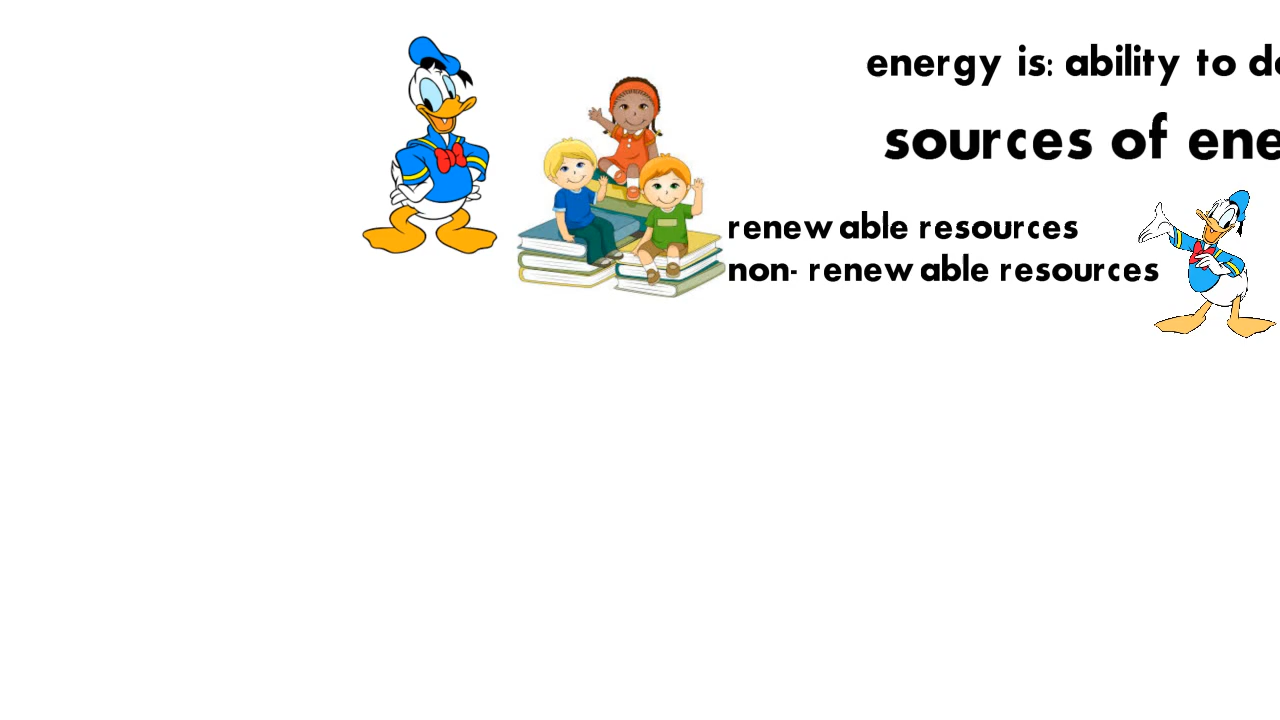 energy is: ability to
sources of
renewable resources
non- renewable resources